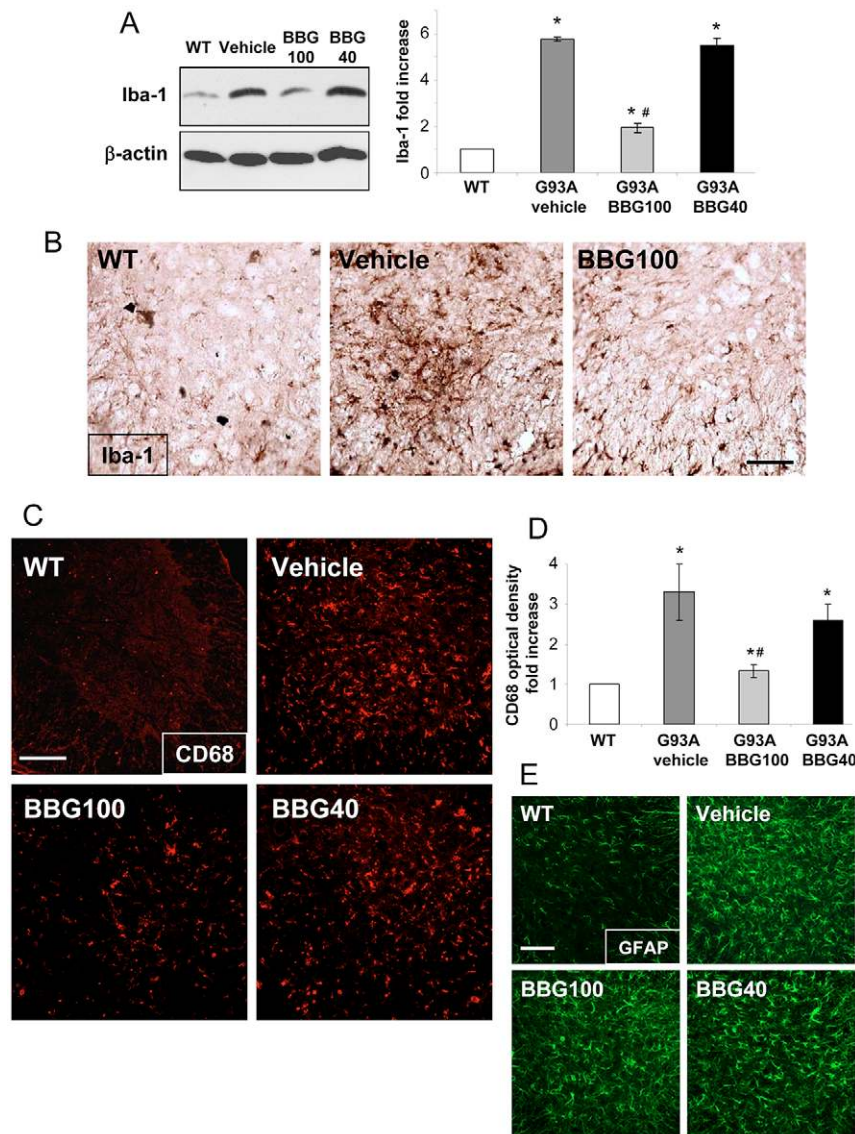 A
WT Vehicle BBG 100 BBG 40
Iba-1
β-actin
Iba-1 fold increase
6
4
2
0
* * # *
WT G93A vehicle G93A BBG100 G93A BBG40
B
WT Vehicle BBG100
Iba-1
C
WT Vehicle
CD68
BBG100 BBG40
D
CD68 optical density
fold increase
4
3
2
1
0
* *# *
WT G93A vehicle G93A BBG100 G93A BBG40
E
WT Vehicle
GFAP
BBG100 BBG40